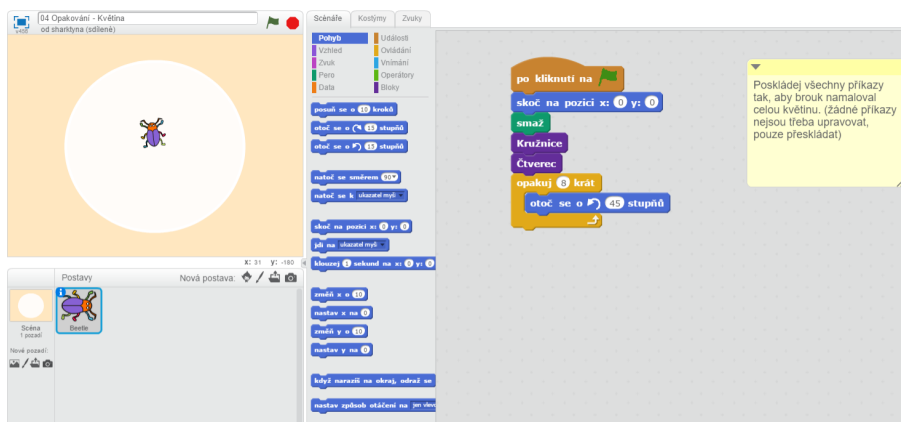 04 Opakování - Květina
od sharktyna (sdílené)
y450
Scénáře Kostýmy Zvuky
Pohyb Události
Vzhled Ovládání
Zvuk Vnímání
Pero Operátory
Data Bloky
posuň se o 10 kroků
otoč se o 15 stupňů
otoč se o 15 stupňů
natoč se směrem 90
natoč se k ukazatel myši
skoč na pozici x: 0 y: 0
jdi na ukazatel myši
klouzej 1 sekund na x: 0 y: 0
změň x o 10
nastav x na 0
změň y o 10
nastav y na 0
když narazíš na okraj, odraž se
nastav způsob otáčení na jen vlevo
po kliknutí na
skoč na pozici x: 0 y: 0
smaž
Kružnice
Čtverec
opakuj 8 krát
otoč se o 45 stupňů
Poskládej všechny příkazy
tak, aby brouk namaloval
celou květinu. (žádné příkazy
nejsou třeba upravovat,
pouze přeskládat)
x: 31 y: -180
Postavy Nová postava:
Scéna
1 pozadí
Nové pozadí:
Beetle